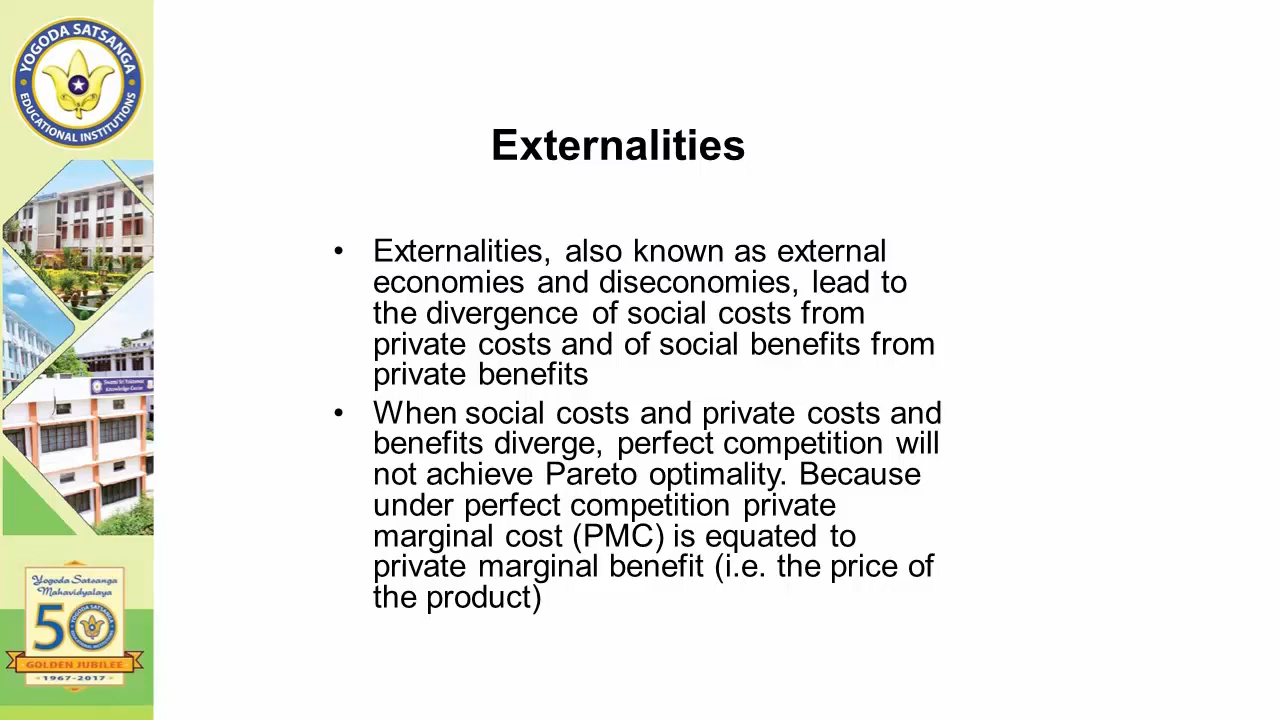 YOGODA SATSANGA
EDUCATIONAL INSTITUTIONS
Externalities
• Externalities, also known as external
economies and diseconomies, lead to
the divergence of social costs from
private costs and of social benefits from
private benefits
• When social costs and private costs and
benefits diverge, perfect competition will
not achieve Pareto optimality. Because
under perfect competition private
marginal cost (PMC) is equated to
private marginal benefit (i.e. the price of
the product)
Knowledge Center
Yogoda Satsanga
Mahavidyalaya
50
GOLDEN JUBILEE
1967-2017